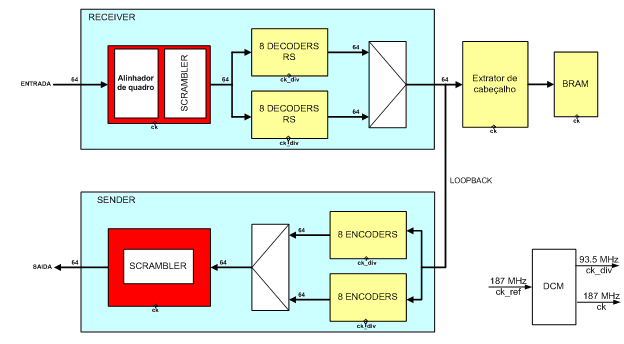 RECEIVER
ENTRADA
64
Alinhador
de quadro
SCRAMBLER
ck
64
8 DECODERS
RS
ck_div
64
8 DECODERS
RS
ck_div
64
64
Extrator de
cabeçalho
ck
BRAM
ck
LOOPBACK
SENDER
SAIDA
64
SCRAMBLER
ck
64
64
8 ENCODERS
ck_div
64
8 ENCODERS
ck_div
187 MHz
ck_ref
DCM
93.5 MHz
ck_div
187 MHz
ck